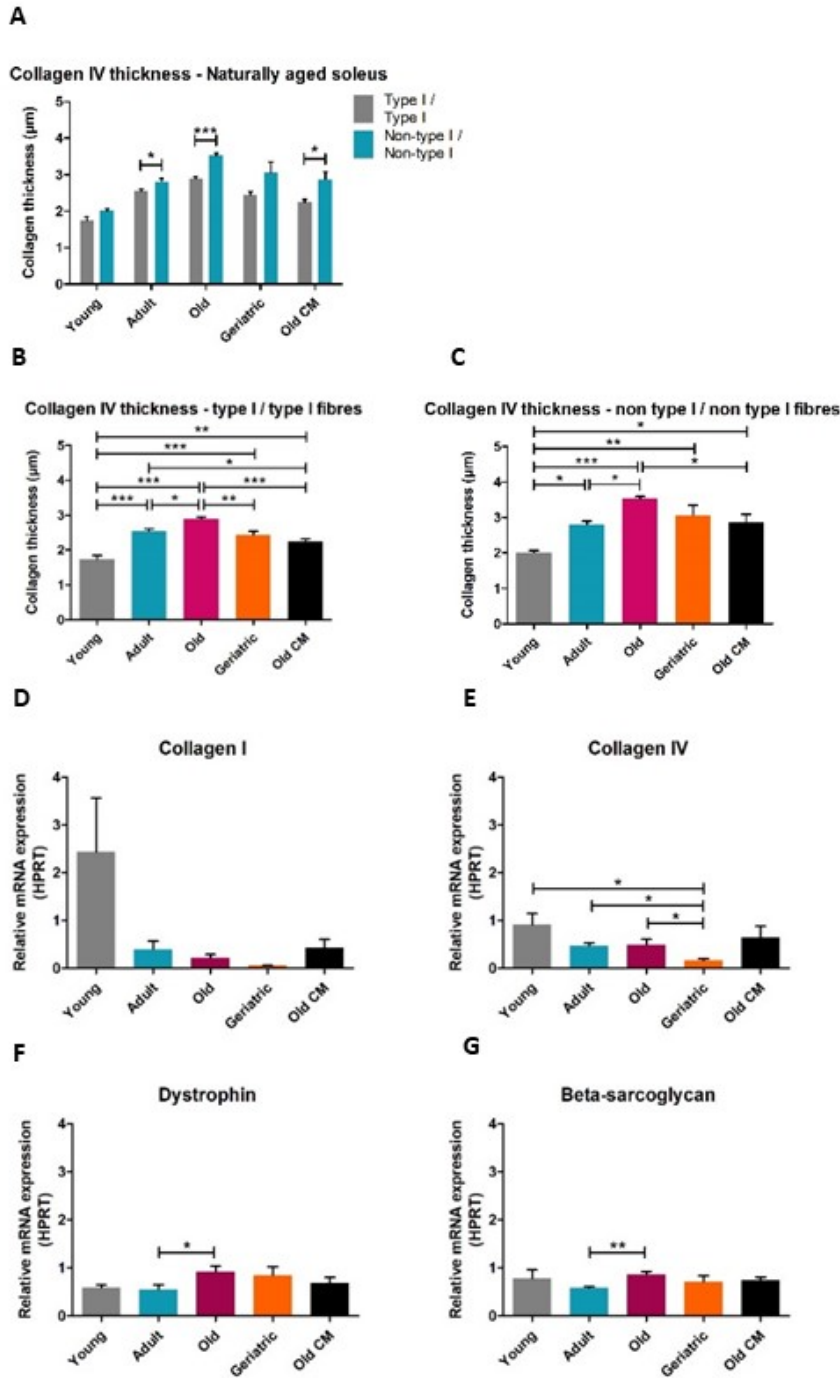 A
Collagen IV thickness - Naturally aged soleus
Type I /
Type I
Non-type I /
Non-type I
Collagen thickness (µm)
5
4
3
2
1
0
*
***
*
Young
Adult
Old
Geriatric
Old CM
B
Collagen IV thickness - type I / type I fibres
Collagen thickness (µm)
5
4
3
2
1
0
**
***
*
***
***
***
*
**
Young
Adult
Old
Geriatric
Old CM
C
Collagen IV thickness - non type I / non type I fibres
Collagen thickness (µm)
5
4
3
2
1
0
*
**
***
*
*
*
Young
Adult
Old
Geriatric
Old CM
D
Collagen I
Relative mRNA expression
(HPRT)
4
3
2
1
0
Young
Adult
Old
Geriatric
Old CM
E
Collagen IV
Relative mRNA expression
(HPRT)
4
3
2
1
0
*
*
*
Young
Adult
Old
Geriatric
Old CM
F
Dystrophin
Relative mRNA expression
(HPRT)
4
3
2
1
0
*
Young
Adult
Old
Geriatric
Old CM
G
Beta-sarcoglycan
Relative mRNA expression
(HPRT)
4
3
2
1
0
**
Young
Adult
Old
Geriatric
Old CM